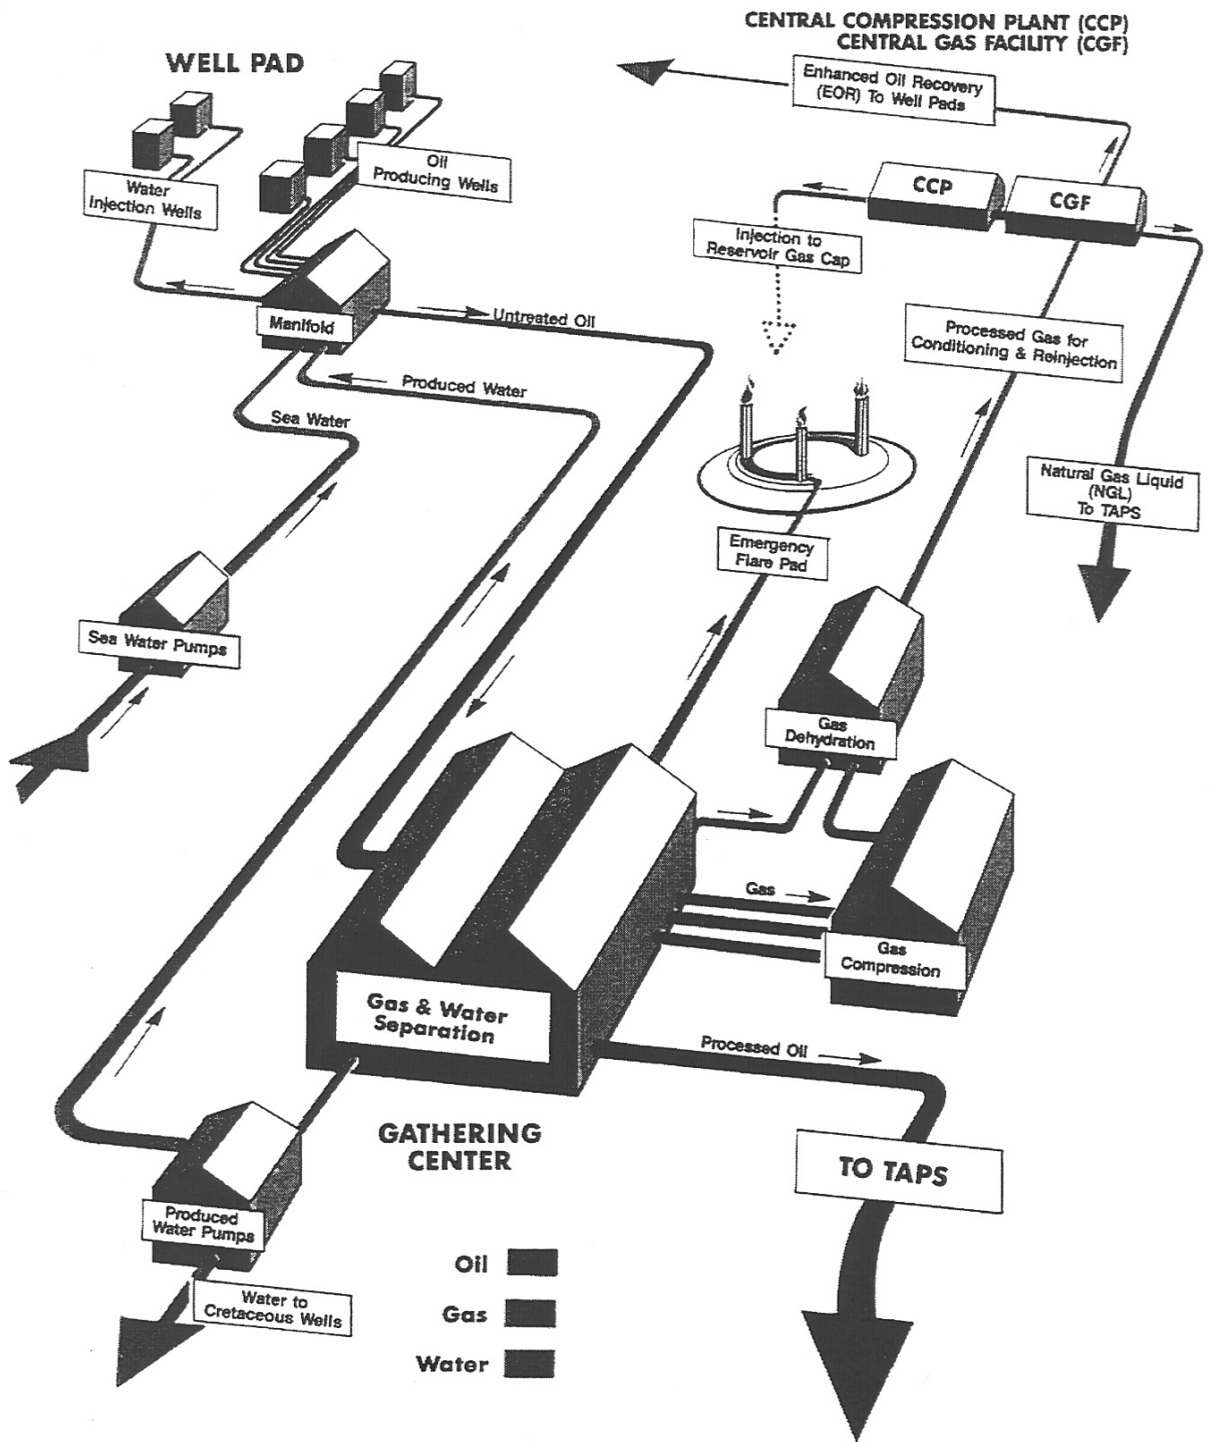 CENTRAL COMPRESSION PLANT (CCP)
CENTRAL GAS FACILITY (CGF)
WELL PAD
Enhanced Oil Recovery
(EOR) To Well Pads
Oil
Producing Wells
Water
Injection Wells
CCP
CGF
Injection to
Reservoir Gas Cap
Manifold
Untreated Oil
Processed Gas for
Conditioning & Reinjection
Produced Water
Sea Water
Natural Gas Liquid
(NGL)
To TAPS
Emergency
Flare Pad
Sea Water Pumps
Gas
Dehydration
Gas
Gas
Compression
Gas & Water
Separation
Processed Oil
GATHERING
CENTER
TO TAPS
Produced
Water Pumps
Water to
Cretaceous Wells
Oil
Gas
Water